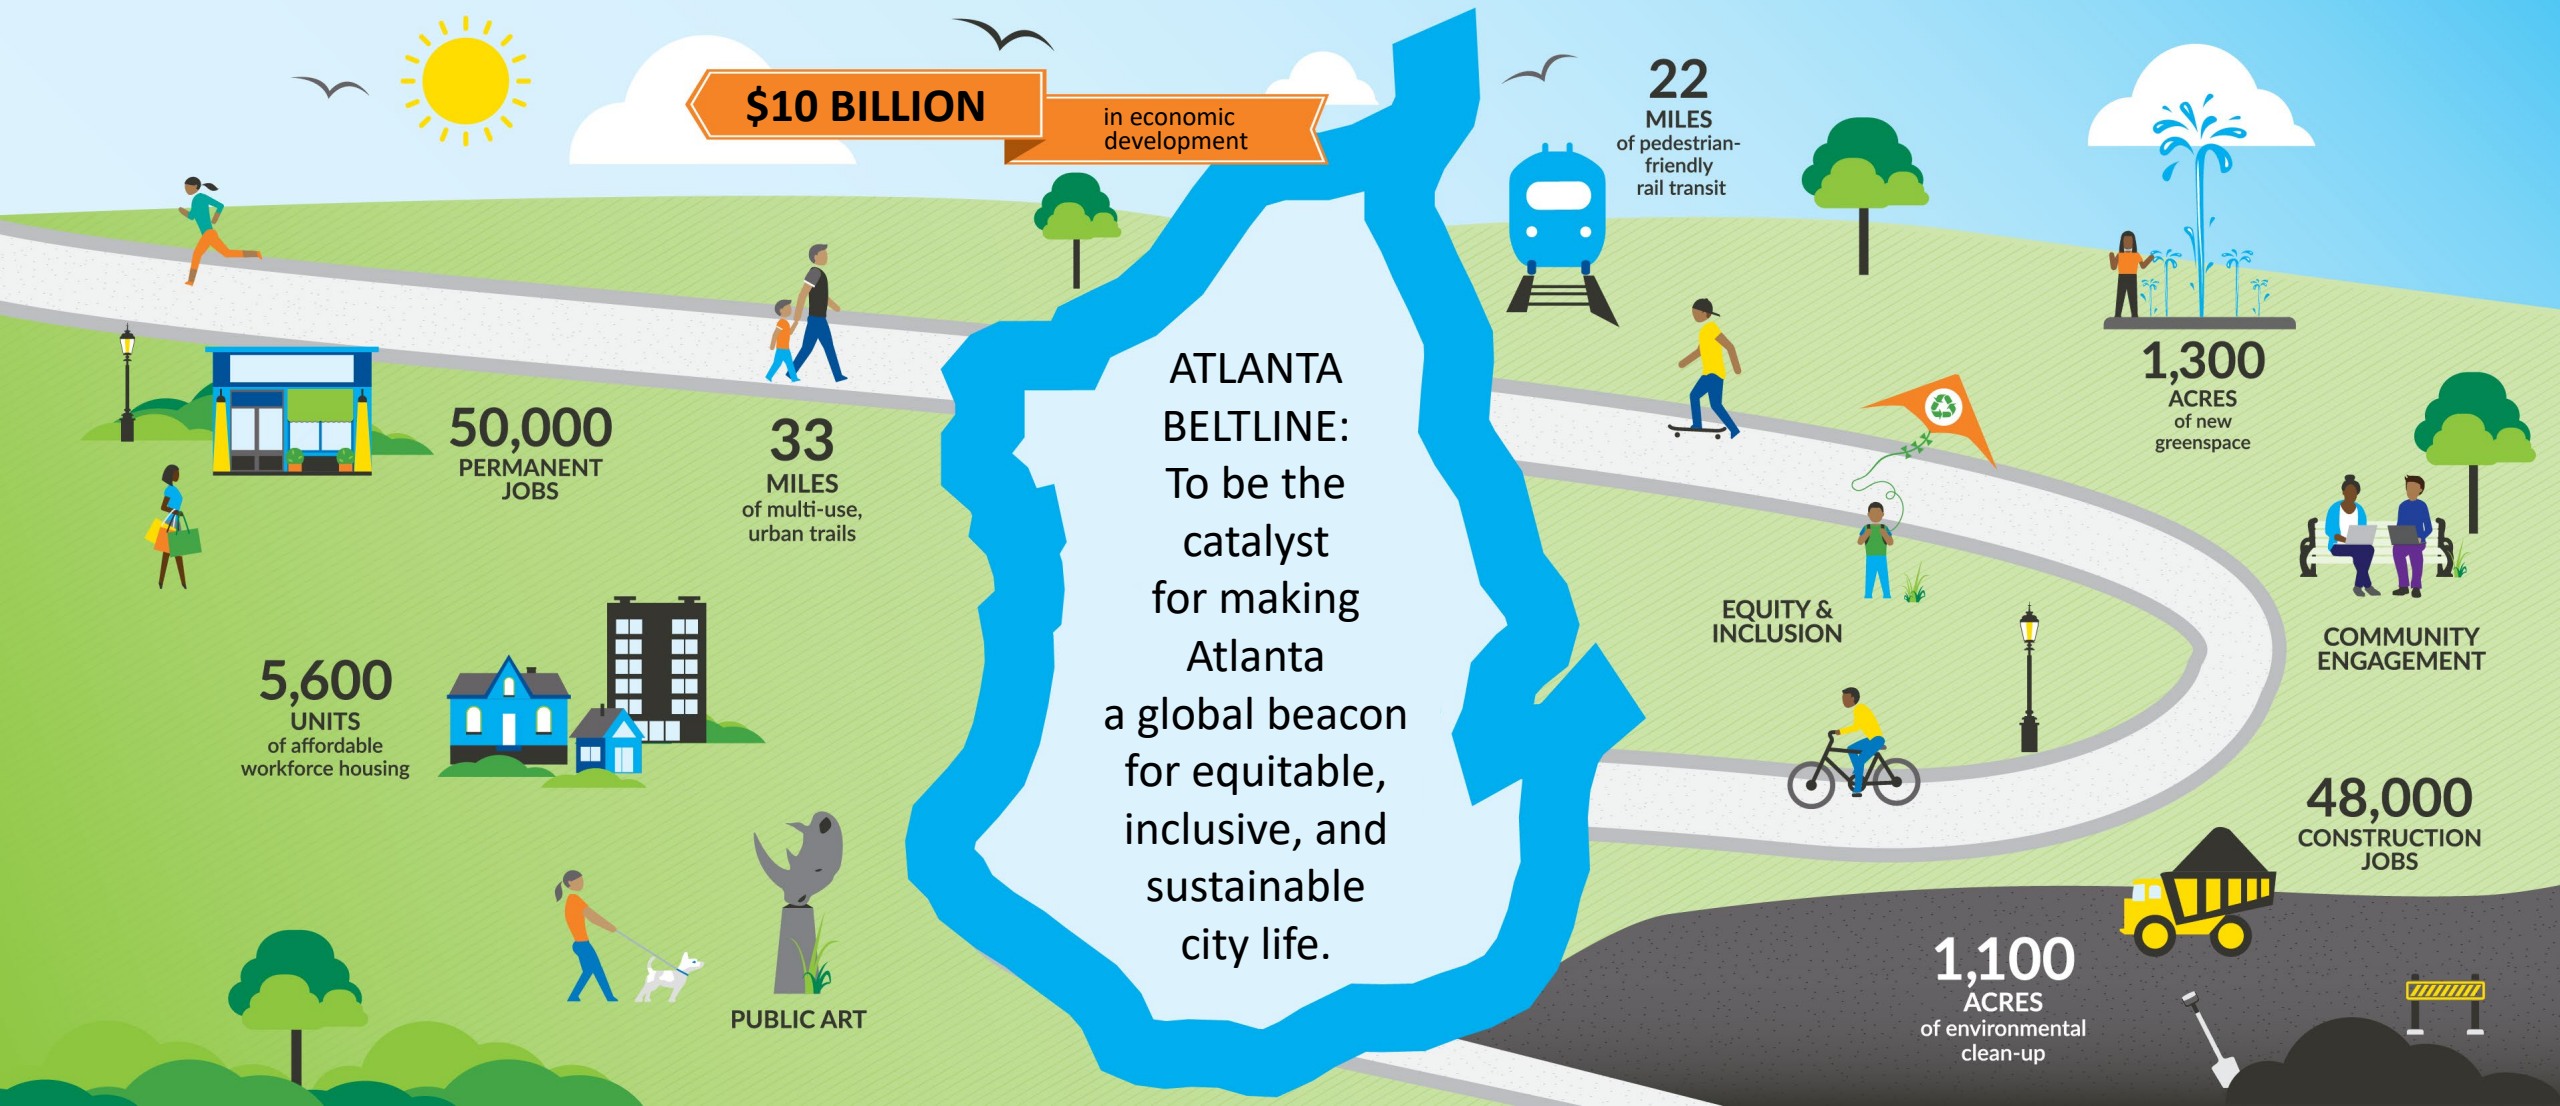 $10 BILLION
in economic
development
22
MILES
of pedestrian-
friendly
rail transit
50,000
PERMANENT
JOBS
33
MILES
of multi-use,
urban trails
ATLANTA
BELTLINE:
To be the
catalyst
for making
Atlanta
a global beacon
for equitable,
inclusive, and
sustainable
city life.
1,300
ACRES
of new
greenspace
EQUITY &
INCLUSION
COMMUNITY
ENGAGEMENT
5,600
UNITS
of affordable
workforce housing
PUBLIC ART
48,000
CONSTRUCTION
JOBS
1,100
ACRES
of environmental
clean-up